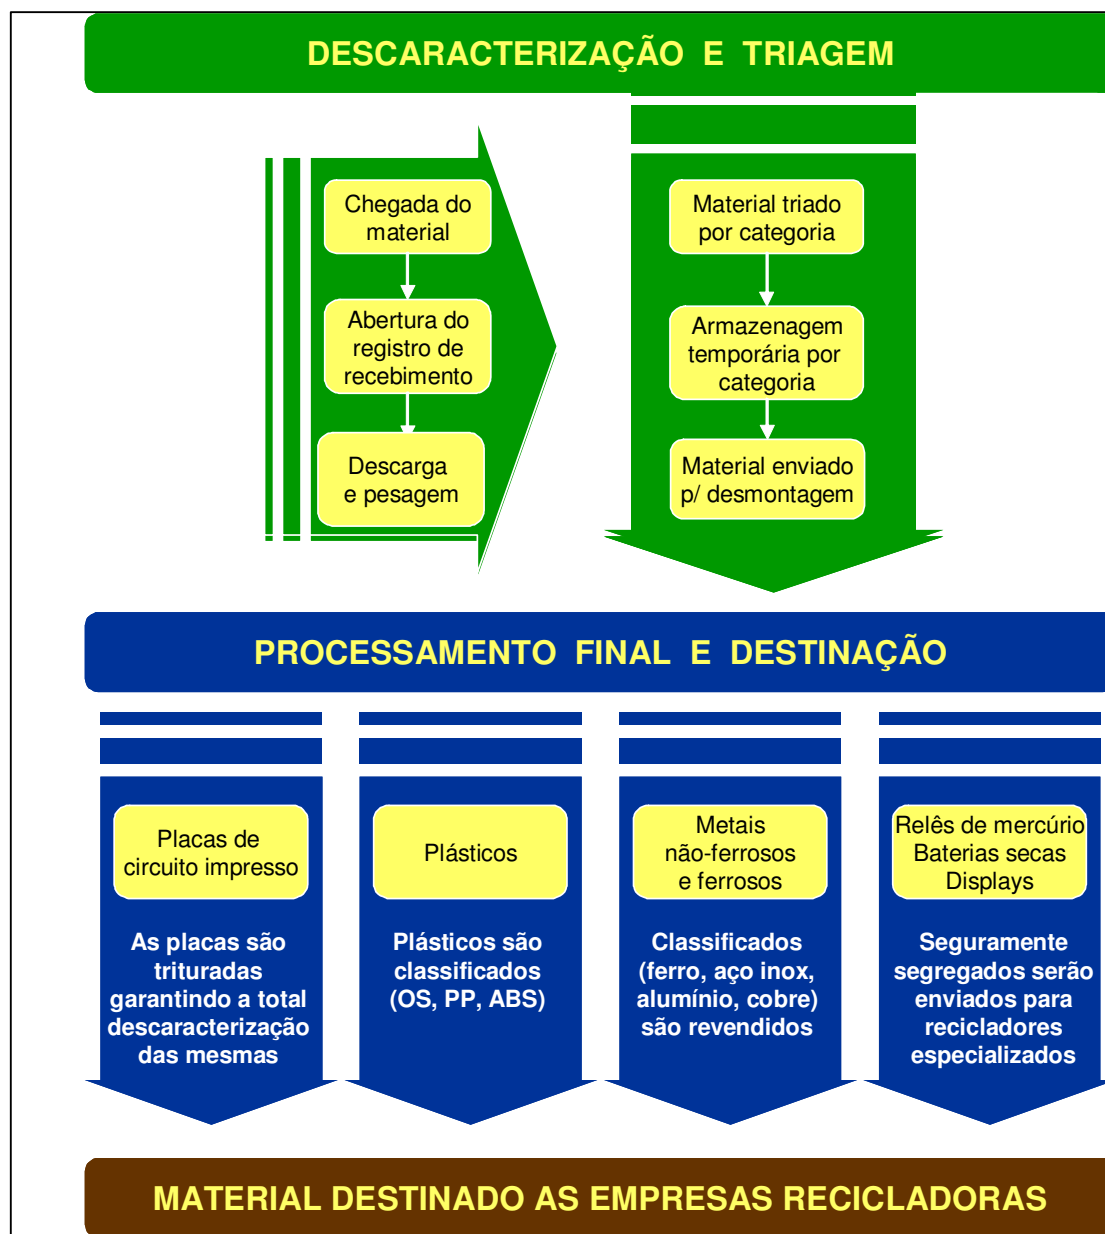 DESCARACTERIZAÇÃO E TRIAGEM
Chegada do
material
Abertura do
registro de
recebimento
Descarga
e pesagem
Material triado
por categoria
Armazenagem
temporária por
categoria
Material enviado
p/ desmontagem
PROCESSAMENTO FINAL E DESTINAÇÃO
Placas de
circuito impresso
As placas são
trituradas
garantindo a total
descaracterização
das mesmas
Plásticos
Plásticos são
classificados
(OS, PP, ABS)
Metais
não-ferrosos
e ferrosos
Classificados
(ferro, aço inox,
alumínio, cobre)
são revendidos
Relês de mercúrio
Baterias secas
Displays
Seguramente
segregados serão
enviados para
recicladores
especializados
MATERIAL DESTINADO AS EMPRESAS RECICLADORAS